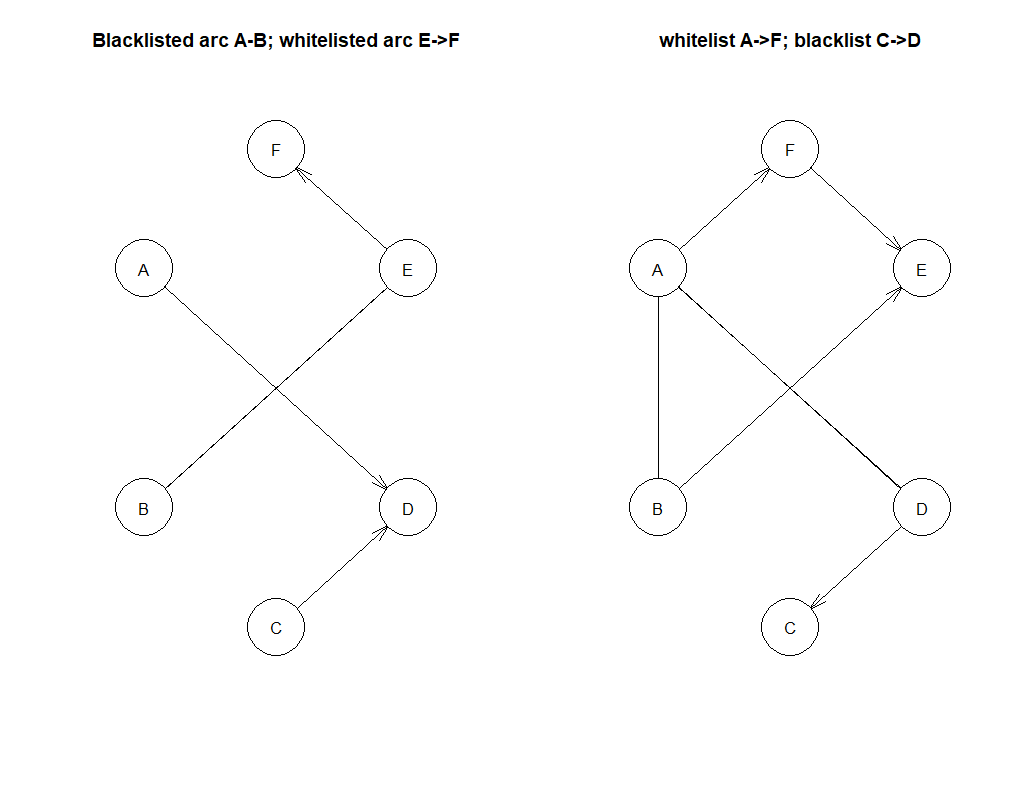 Blacklisted arc A-B; whitelisted arc E->F
F
A
E
B
D
C
whitelist A->F; blacklist C->D
F
A
E
B
D
C